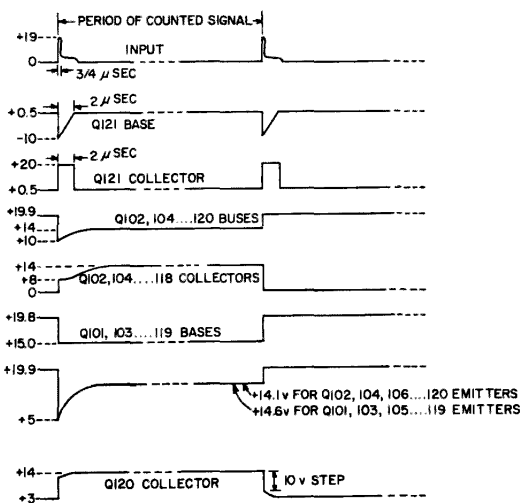 PERIOD OF COUNTED SIGNAL
+19
INPUT
0
3/4 μ SEC
2 μ SEC
+0.5
Q121 BASE
-10
2 μ SEC
+20
Q121 COLLECTOR
+0.5
+19.9
Q102, 104....120 BUSES
+14
+10
+14
+8
Q102,104....118 COLLECTORS
0
+19.8
Q101, 103....119 BASES
+15.0
+19.9
+14.1v FOR Q102, 104, 106....120 EMITTERS
+14.6v FOR Q101, 103, 105....119 EMITTERS
+5
+14
10 v STEP
Q120 COLLECTOR
+3